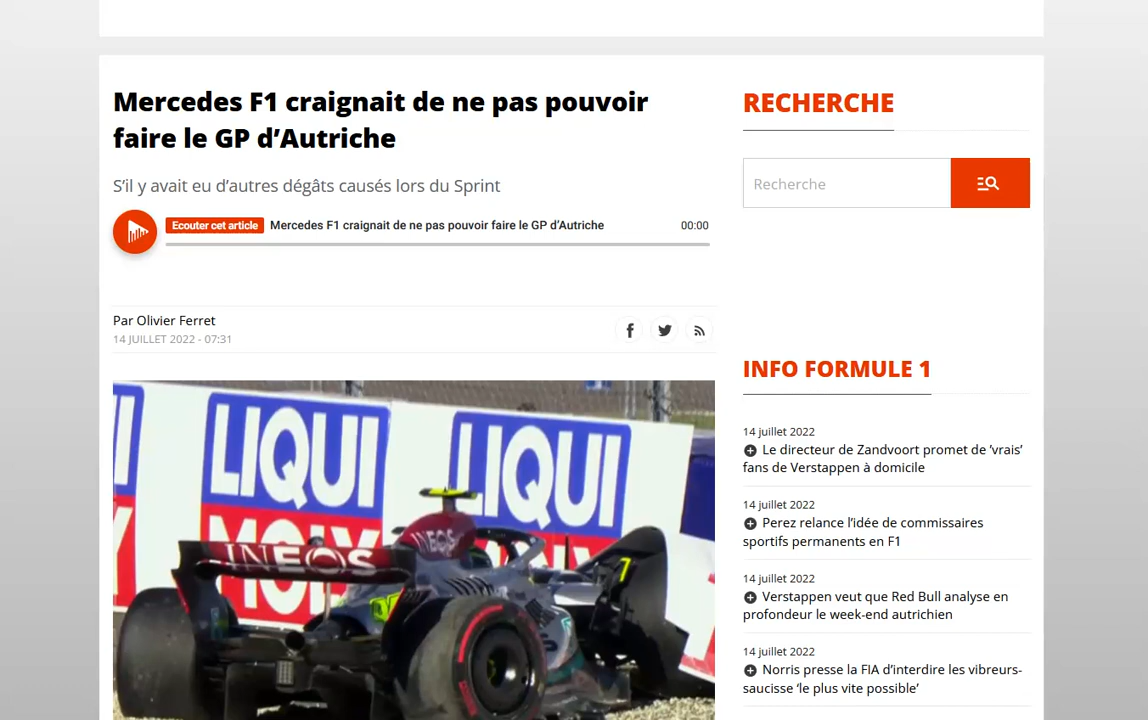 Mercedes F1 craignait de ne pas pouvoir
faire le GP d’Autriche
S’il y avait eu d’autres dégâts causés lors du Sprint
Ecouter cet article Mercedes F1 craignait de ne pas pouvoir faire le GP d’Autriche 00:00
Par Olivier Ferret
14 JUILLET 2022 - 07:31
LIQUI
LIQUI
INEOS
INEOS
7
RECHERCHE
Recherche
INFO FORMULE 1
14 juillet 2022
Le directeur de Zandvoort promet de ‘vrais’
fans de Verstappen à domicile
14 juillet 2022
Perez relance l’idée de commissaires
sportifs permanents en F1
14 juillet 2022
Verstappen veut que Red Bull analyse en
profondeur le week-end autrichien
14 juillet 2022
Norris presse la FIA d’interdire les vibreurs-
saucisse ‘le plus vite possible’